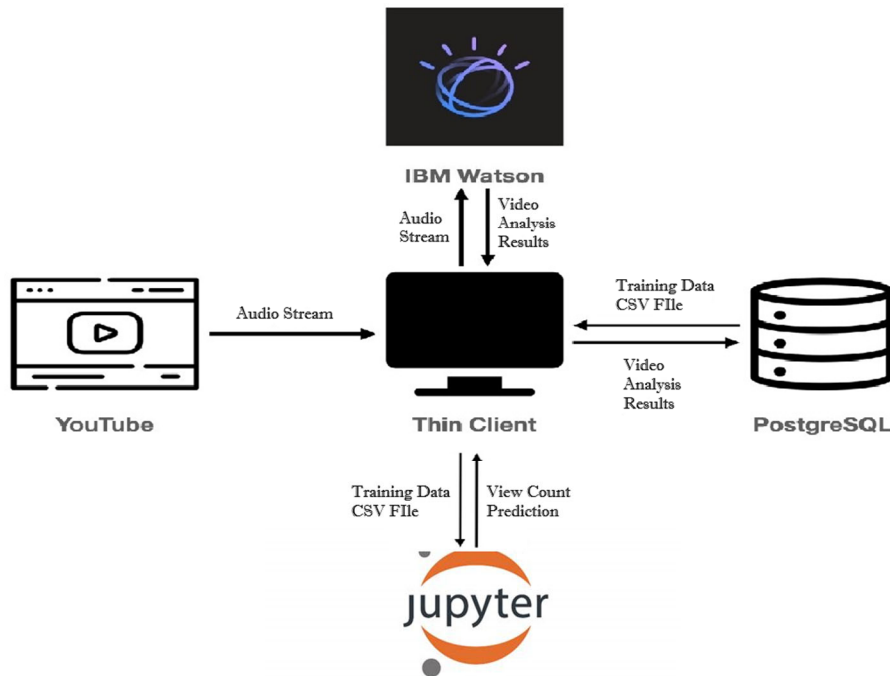 IBM Watson
Audio
Stream
Video
Analysis
Results
Audio Stream
Training Data
CSV FIle
Video
Analysis
Results
YouTube
Thin Client
PostgreSQL
Training Data
CSV FIle
View Count
Prediction
jupyter